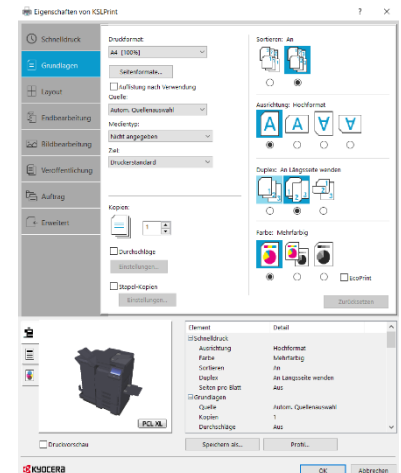 Eigenschaften von KSLPrint
?
Schnelldruck
Grundlagen
Layout
Endbearbeitung
Bildbearbeitung
Veröffentlichung
Auftrag
Erweitert
Druckformat:
A4 [100%]
Seitenformate...
Auflistung nach Verwendung
Quelle:
Autom. Quellenauswahl
Medientyp:
Nicht angegeben
Ziel:
Druckerstandard
Kopien:
1
Durchschläge
Einstellungen...
Stapel-Kopien
Einstellungen...
Sortieren: An
Ausrichtung: Hochformat
A A A A
Duplex: An Längsseite wenden
Farbe: Mehrfarbig
EcoPrint
Zurücksetzen
PCL XL
Druckvorschau
Element Detail
Schnelldruck
Ausrichtung Hochformat
Farbe Mehrfarbig
Sortieren An
Duplex An Längsseite wenden
Seiten pro Blatt Aus
Grundlagen
Quelle Autom. Quellenauswahl
Kopien 1
Durchschläge Aus
Speichern als...
Profil...
KYOCERA
OK
Abbrechen